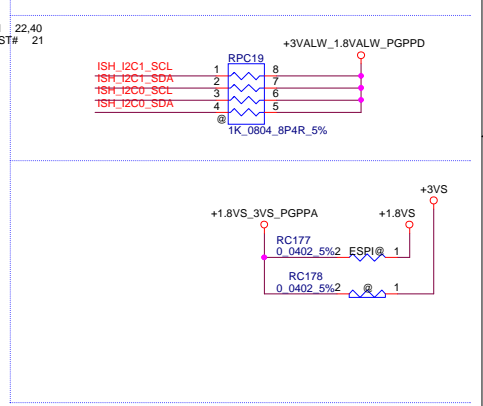 22,40
ST# 21
+3VALW_1.8VALW_PGPPD
RPC19
ISH_I2C1_SCL 1 8
ISH_I2C1_SDA 2 7
ISH_I2C0_SCL 3 6
ISH_I2C0_SDA 4 5
@
1K_0804_8P4R_5%
+3VS
+1.8VS_3VS_PGPPA +1.8VS
RC177
0_0402_5% 2 ESPI@ 1
RC178
0_0402_5% 2 @ 1